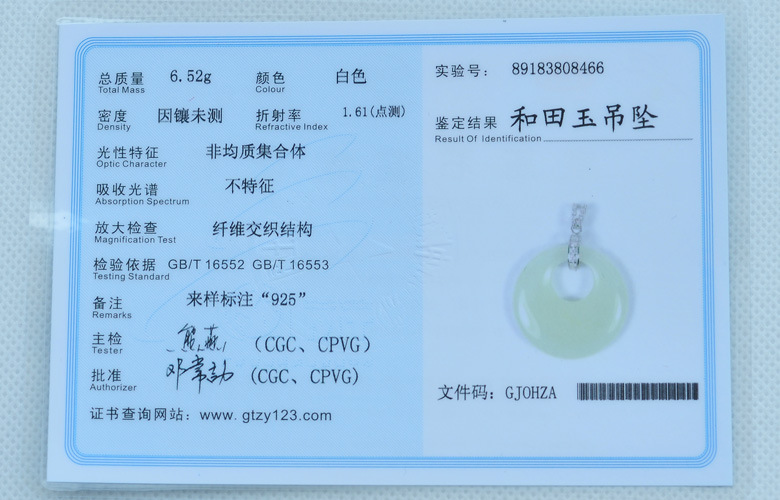 总质量 6.52g 颜色 白色
Total Mass Colour
密度 因镶未测 折射率 1.61(点测)
Density Refractive Index
光性特征 非均质集合体
Optic Character
吸收光谱 不特征
Absorption Spectrum
放大检查 纤维交织结构
Magnification Test
检验依据 GB/T 16552 GB/T 16553
Testing Standard
备注 来样标注“925”
Remarks
主检 (CGC、CPVG)
Tester
批准 邓常劼 (CGC、CPVG)
Authorizer
证书查询网站：www. gtzy123.com
实验号: 89183808466
鉴定结果 和田玉吊坠
Result Of Identification
文件码: GJOHZA